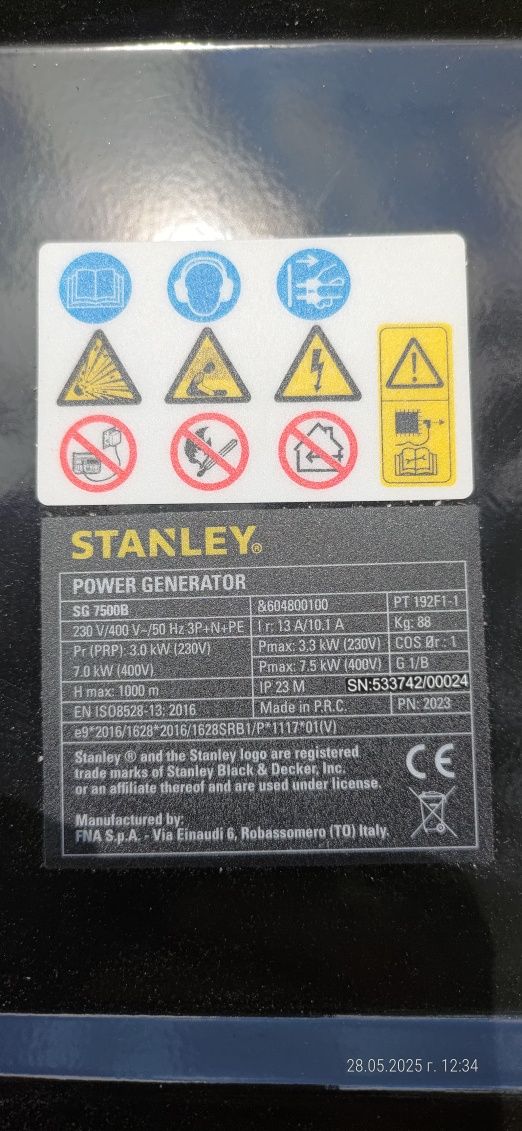 STANLEY®
POWER GENERATOR
SG 7500B &604800100 PT 192F1-1
230 V/400 V~/50 Hz 3P+N+PE I r: 13 A/10.1 A Kg: 88
Pr (PRP): 3.0 kW (230V) Pmax: 3.3 kW (230V) COS Ør.: 1
7.0 kW (400V) Pmax: 7.5 kW (400V) G 1/B
H max: 1000 m IP 23 M SN:533742/00024
EN ISO8528-13: 2016 Made in P.R.C. PN: 2023
e9*2016/1628*2016/1628SRB1/P*1117*01(V)
Stanley ® and the Stanley logo are registered
trade marks of Stanley Black & Decker, Inc.
or an affiliate thereof and are used under license.
CE
Manufactured by:
FNA S.p.A. - Via Einaudi 6, Robassomero (TO) Italy.
28.05.2025 г. 12:34